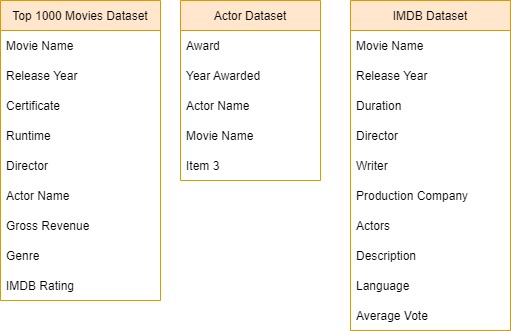 Top 1000 Movies Dataset
Movie Name
Release Year
Certificate
Runtime
Director
Actor Name
Gross Revenue
Genre
IMDB Rating
Actor Dataset
Award
Year Awarded
Actor Name
Movie Name
Item 3
IMDB Dataset
Movie Name
Release Year
Duration
Director
Writer
Production Company
Actors
Description
Language
Average Vote